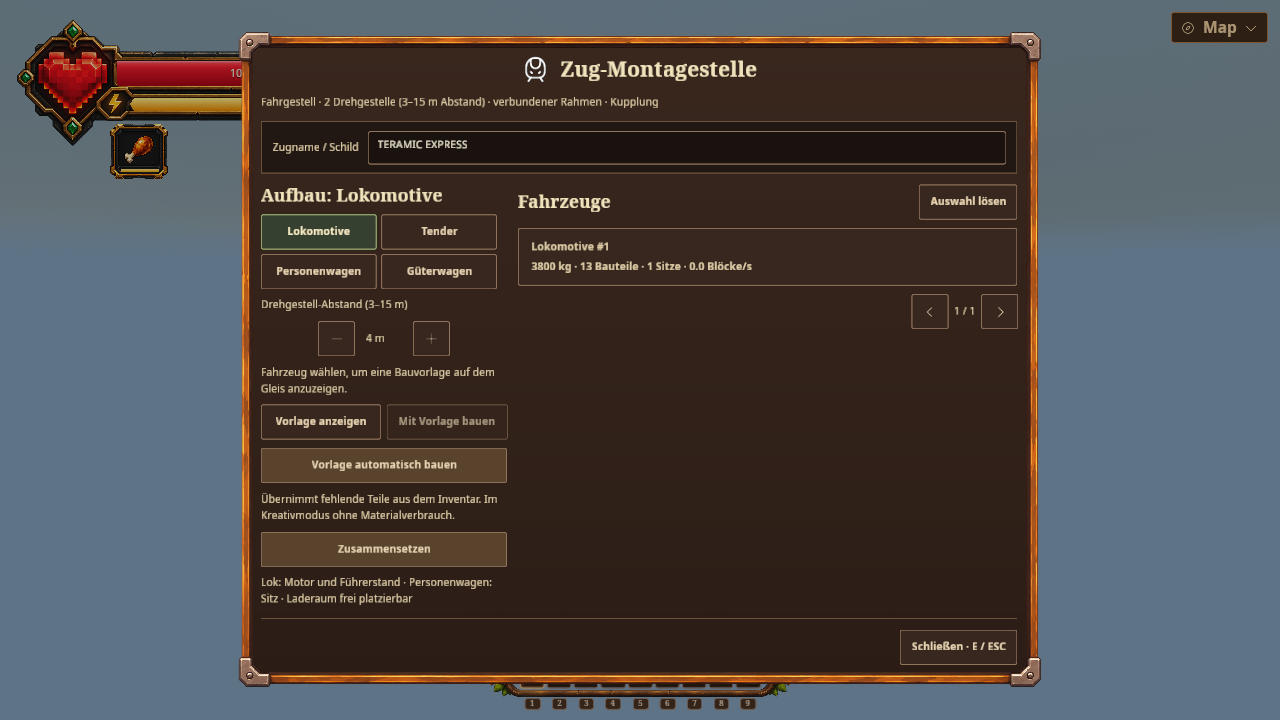 Map
10
Zug-Montagestelle
Fahrgestell · 2 Drehgestelle (3–15 m Abstand) · verbundener Rahmen · Kupplung
Zugname / Schild
TERAMIC EXPRESS
Aufbau: Lokomotive
Lokomotive
Tender
Personenwagen
Güterwagen
Drehgestell-Abstand (3–15 m)
4 m
Fahrzeug wählen, um eine Bauvorlage auf dem
Gleis anzuzeigen.
Vorlage anzeigen
Mit Vorlage bauen
Vorlage automatisch bauen
Übernimmt fehlende Teile aus dem Inventar. Im
Kreativmodus ohne Materialverbrauch.
Zusammensetzen
Lok: Motor und Führerstand · Personenwagen:
Sitz · Laderaum frei platzierbar
Fahrzeuge
Auswahl lösen
Lokomotive #1
3800 kg · 13 Bauteile · 1 Sitze · 0.0 Blöcke/s
1 / 1
Schließen · E / ESC
1 2 3 4 5 6 7 8 9